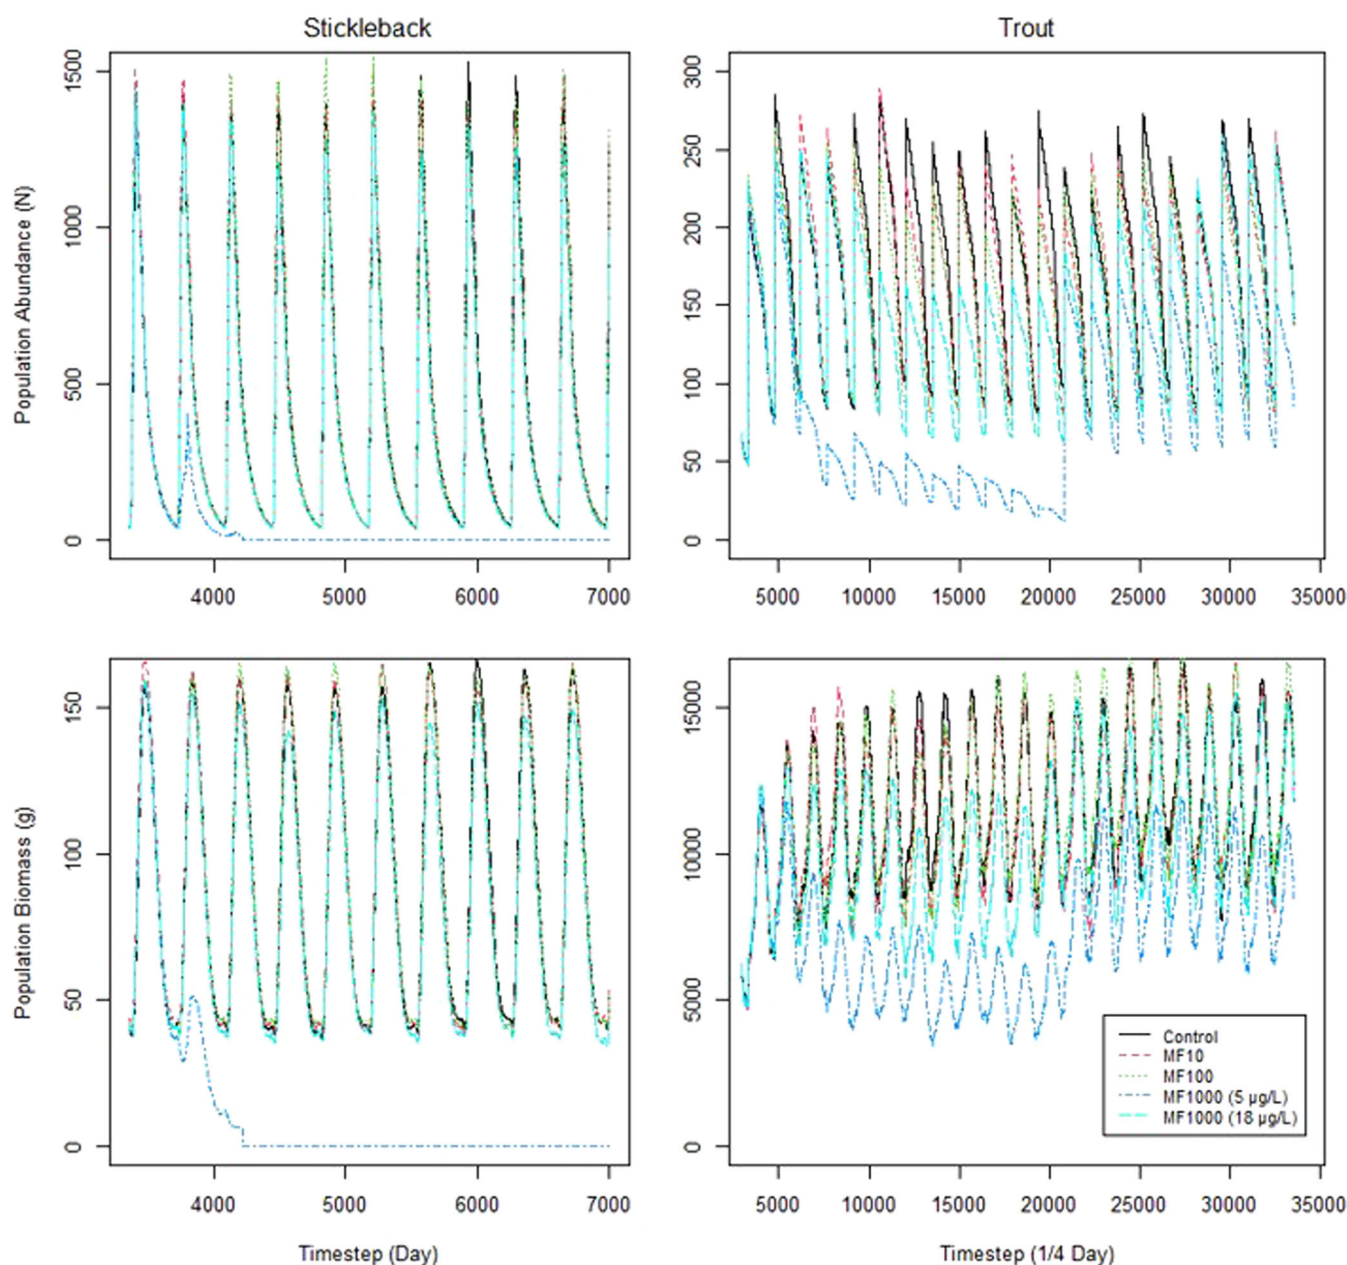 Stickleback
Trout
Population Abundance (N)
1500
1000
500
0
4000 5000 6000 7000
300
250
200
150
100
50
0
5000 10000 15000 20000 25000 30000 35000
Population Biomass (g)
150
100
50
0
4000 5000 6000 7000
Timestep (Day)
15000
10000
5000
0
Control
MF10
MF100
MF1000 (5 µg/L)
MF1000 (18 µg/L)
5000 10000 15000 20000 25000 30000 35000
Timestep (1/4 Day)